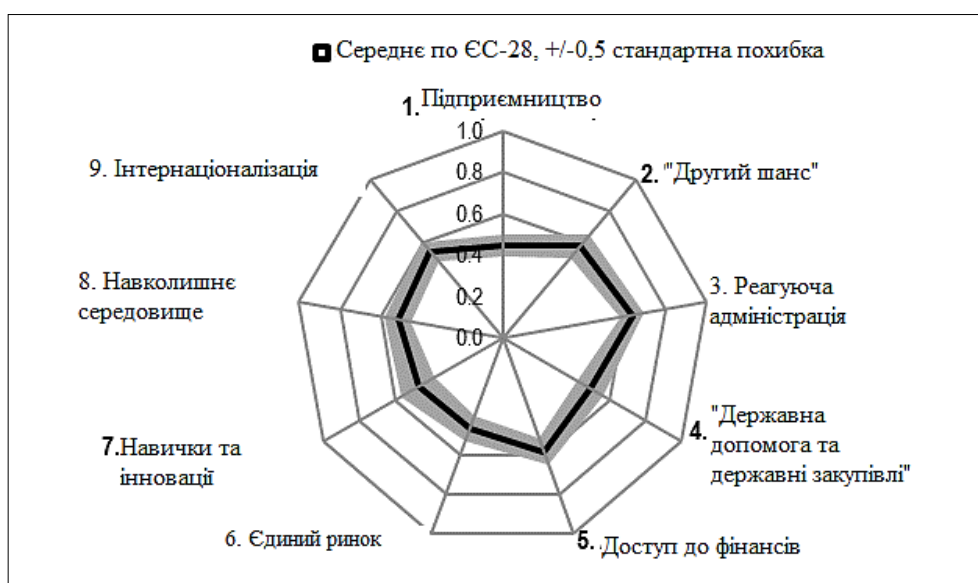 Середнє по ЄС-28, +/-0,5 стандартна похибка
1. Підприємництво
1.0
0.8
0.6
0.4
0.2
0.0
2. "Другий шанс"
3. Реагуюча
адміністрація
"Державна
4. допомога та
державні закупівлі"
5. Доступ до фінансів
6. Єдиний ринок
7. Навички та
інновації
8. Навколишнє
середовище
9. Інтернаціоналізація